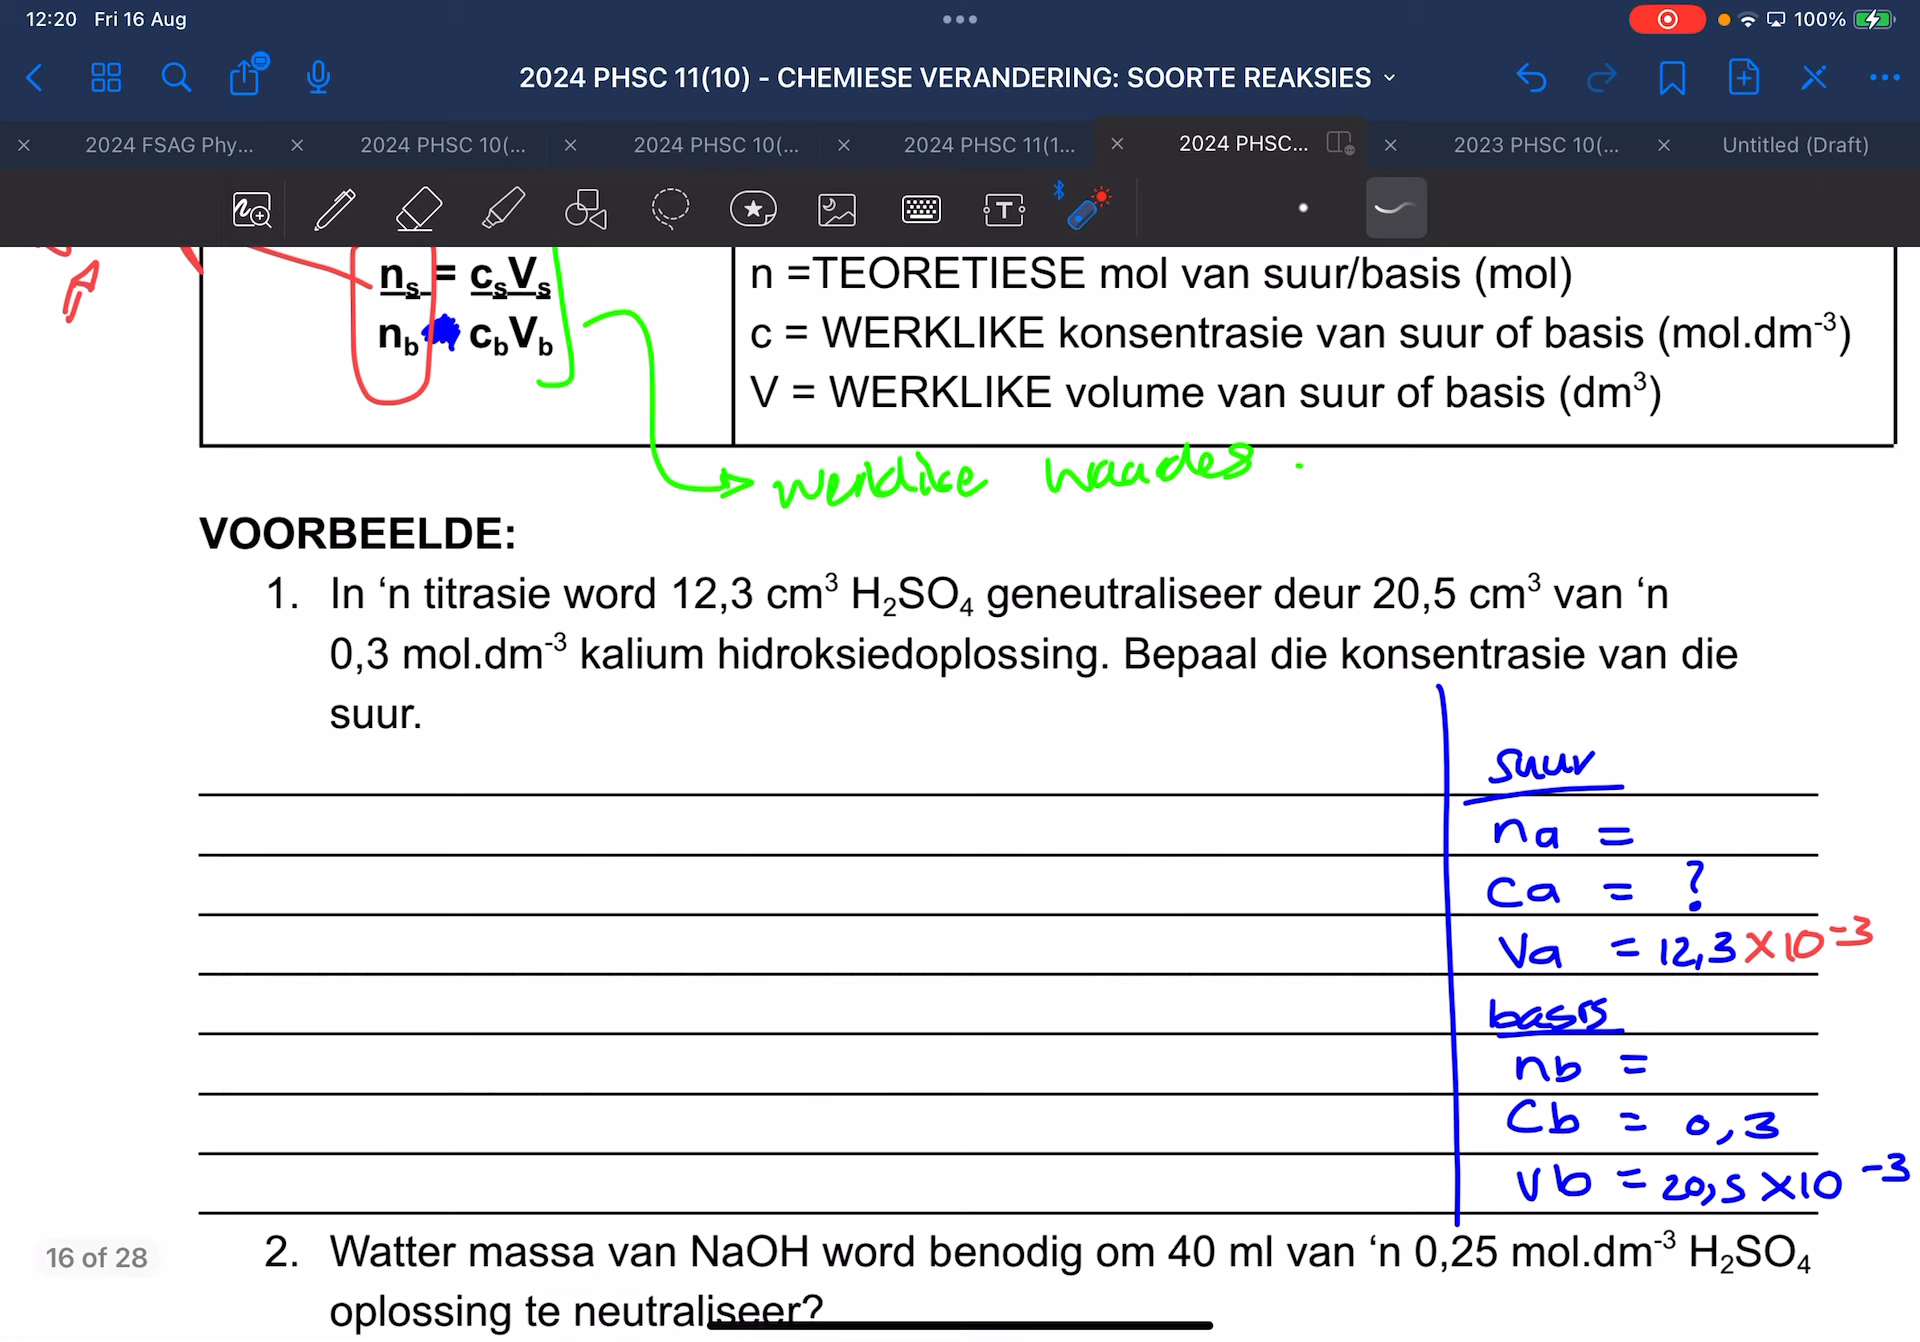 12:20 Fri 16 Aug
100%
2024 PHSC 11(10) - CHEMIESE VERANDERING: SOORTE REAKSIES
2024 FSAG Phy... 2024 PHSC 10(... 2024 PHSC 10(... 2024 PHSC 11(1... 2024 PHSC... 2023 PHSC 10(... Untitled (Draft)
nₛ = cₛVₛ
n_b c_bV_b
n =TEORETIESE mol van suur/basis (mol)
c = WERKLIKE konsentrasie van suur of basis (mol.dm⁻³)
V = WERKLIKE volume van suur of basis (dm³)
werklike waardes.
VOORBEELDE:
1. In ‘n titrasie word 12,3 cm³ H₂SO₄ geneutraliseer deur 20,5 cm³ van ‘n
0,3 mol.dm⁻³ kalium hidroksiedoplossing. Bepaal die konsentrasie van die
suur.
suur
na =
ca = ?
Va = 12,3 ×10⁻³
basis
nb =
Cb = 0,3
Vb = 20,5 ×10⁻³
2. Watter massa van NaOH word benodig om 40 ml van ‘n 0,25 mol.dm⁻³ H₂SO₄
oplossing te neutraliseer?
16 of 28